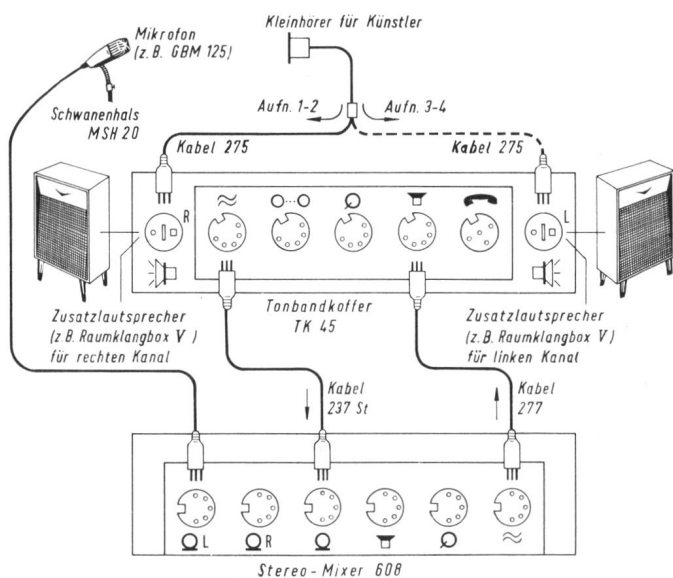 Kleinhörer für Künstler
Mikrofon
(z.B. GBM 125)
Schwanenhals
MSH 20
Aufn. 1-2
Aufn. 3-4
Kabel 275
Kabel 275
R
L
Zusatzlautsprecher
(z.B. Raumklangbox V)
für rechten Kanal
Tonbandkoffer
TK 45
Zusatzlautsprecher
(z.B. Raumklangbox V)
für linken Kanal
Kabel
237 St
Kabel
277
L
R
Stereo-Mixer 608